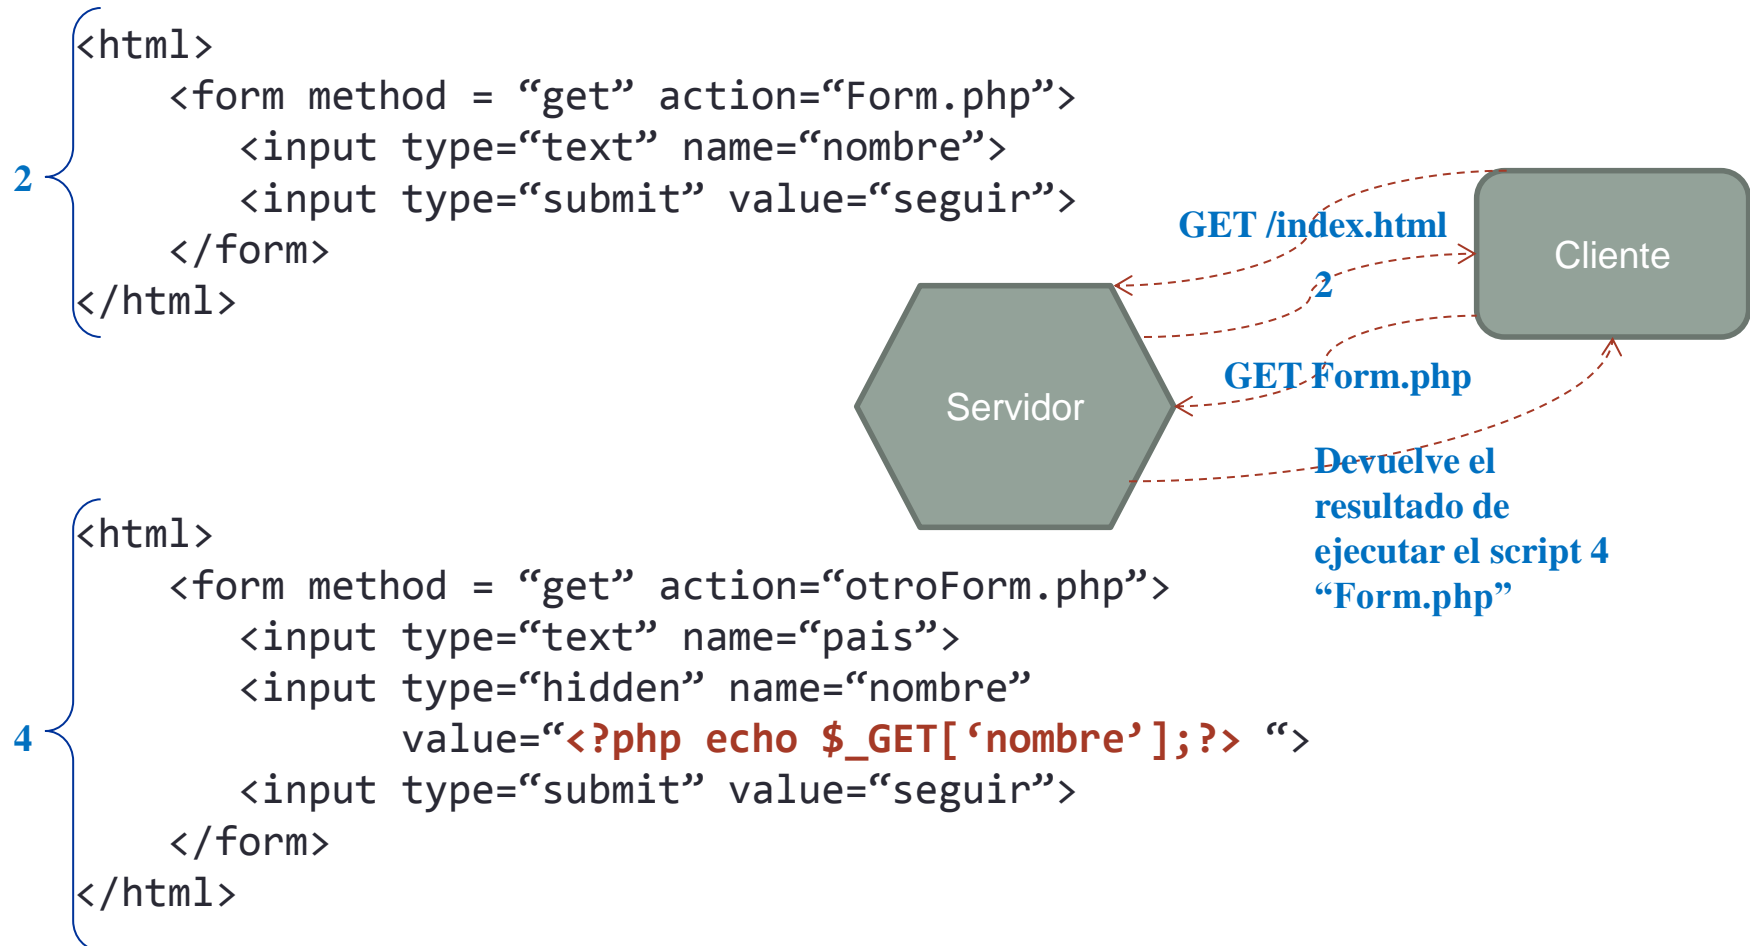 <html>
<form method = “get” action=“Form.php”>
<input type=“text” name=“nombre”>
2
<input type=“submit” value=“seguir”>
</form>
</html>
GET /index.html
Cliente
2
GET Form.php
Servidor
Devuelve el
resultado de
ejecutar el script 4
“Form.php”
<html>
<form method = “get” action=“otroForm.php”>
<input type=“text” name=“pais”>
<input type=“hidden” name=“nombre”
4
value=“<?php echo $_GET[‘nombre’];?> “>
<input type=“submit” value=“seguir”>
</form>
</html>